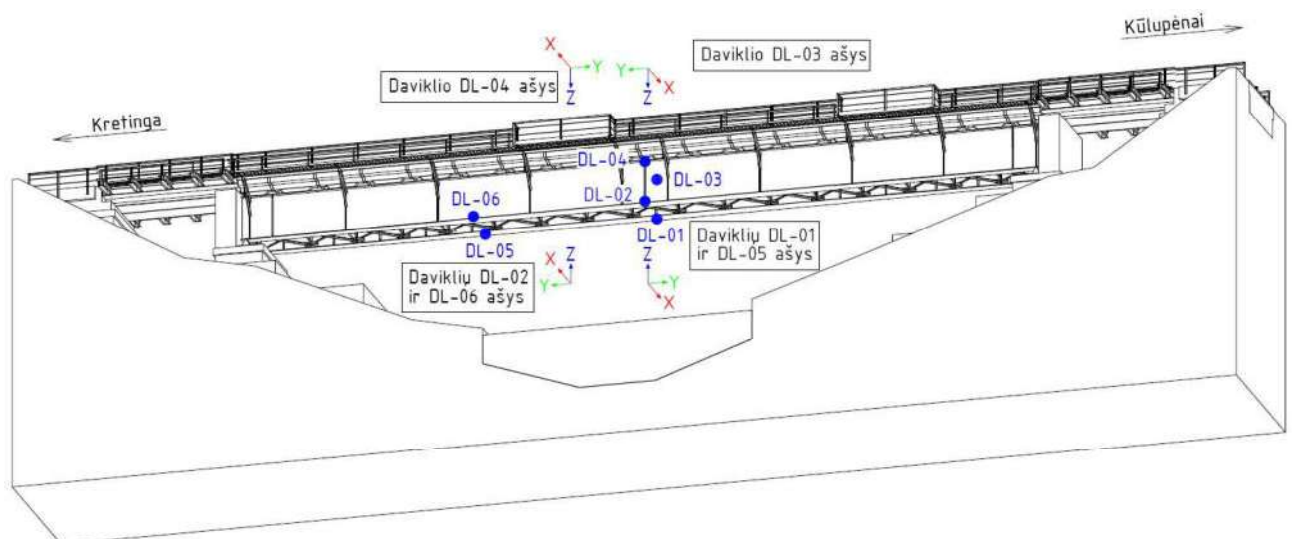 Kūlupėnai
Daviklio DL-03 ašys
X
Y
Z
Y
X
Z
Daviklio DL-04 ašys
Kretinga
DL-04
DL-03
DL-02
DL-06
DL-01
DL-05
Daviklių DL-01
ir DL-05 ašys
Daviklių DL-02
ir DL-06 ašys
Z
X
Y
Z
Y
X